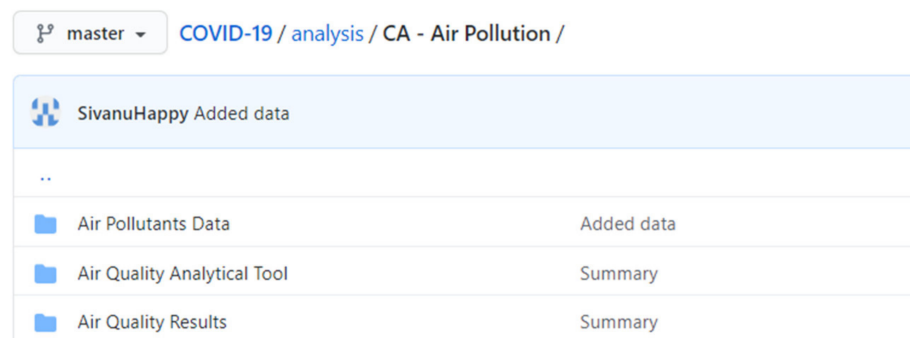 master COVID-19 / analysis / CA - Air Pollution /
SivanuHappy Added data
..
Air Pollutants Data Added data
Air Quality Analytical Tool Summary
Air Quality Results Summary